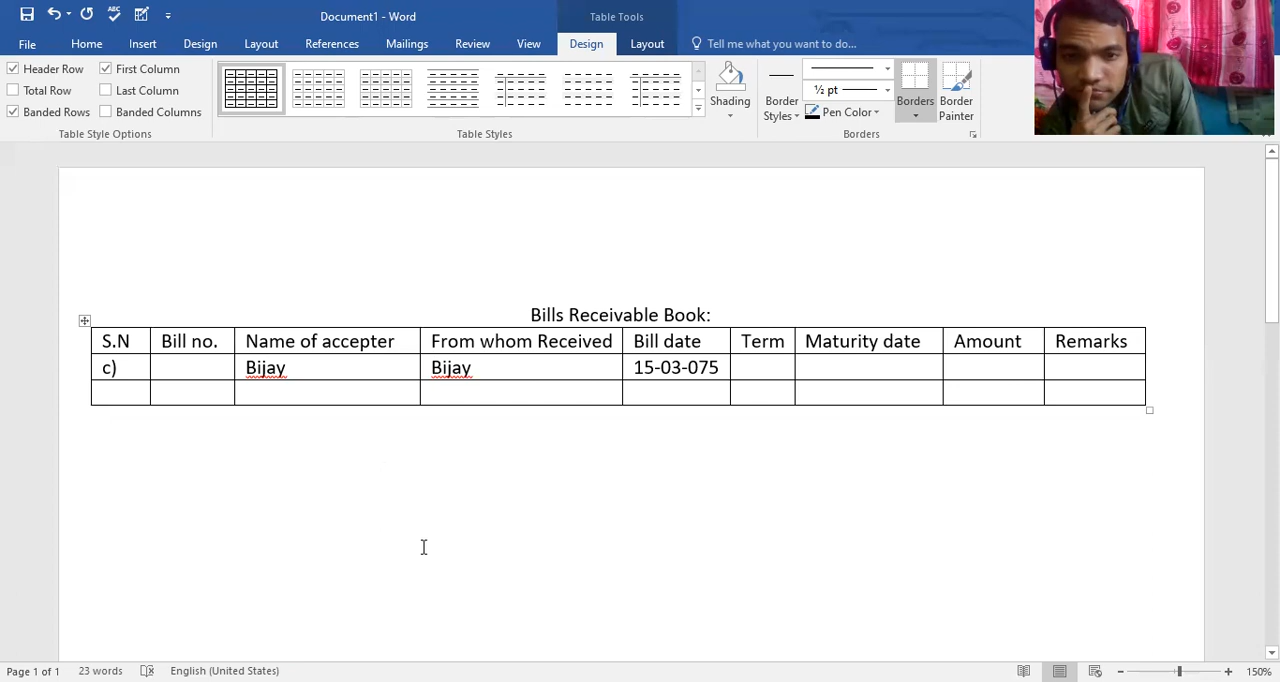 Document1 - Word
Table Tools
File Home Insert Design Layout References Mailings Review View Design Layout Tell me what you want to do...
Header Row First Column
Total Row Last Column
Banded Rows Banded Columns
Table Style Options
Table Styles
Shading
Border Styles
½ pt
Pen Color
Borders
Border Painter
Borders
Bills Receivable Book:
S.N Bill no. Name of accepter From whom Received Bill date Term Maturity date Amount Remarks
c) Bijay Bijay 15-03-075
Page 1 of 1 23 words English (United States) 150%